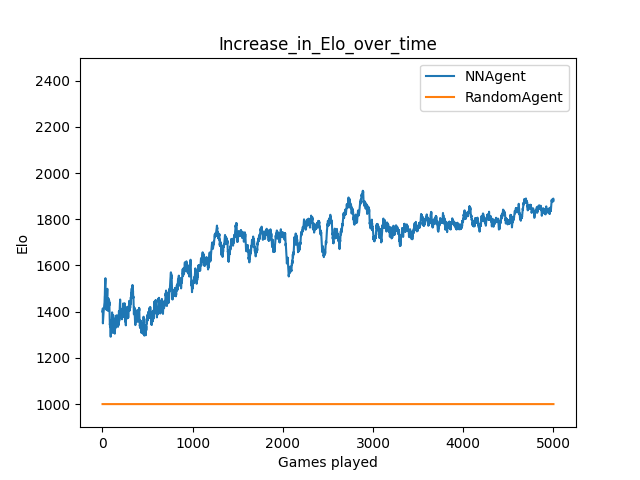 Increase_in_Elo_over_time
NNAgent
RandomAgent
2400
2200
2000
1800
1600
1400
1200
1000
Elo
0 1000 2000 3000 4000 5000
Games played